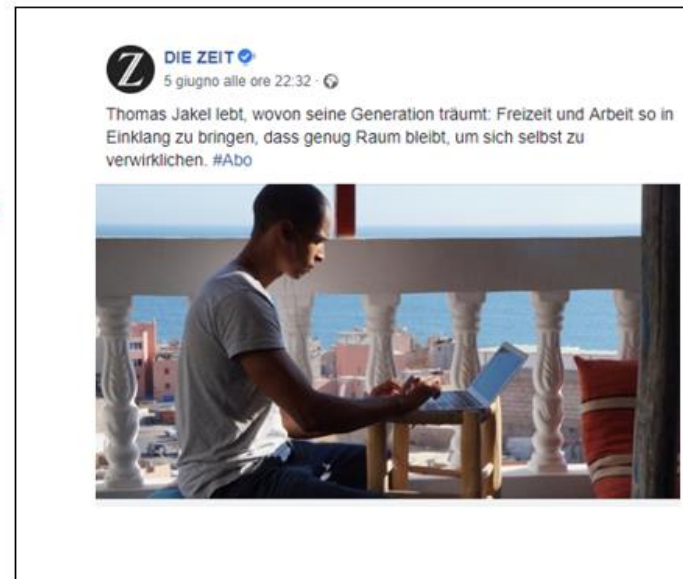 DIE ZEIT
5 giugno alle ore 22:32 ·
Thomas Jakel lebt, wovon seine Generation träumt: Freizeit und Arbeit so in
Einklang zu bringen, dass genug Raum bleibt, um sich selbst zu
verwirklichen. #Abo